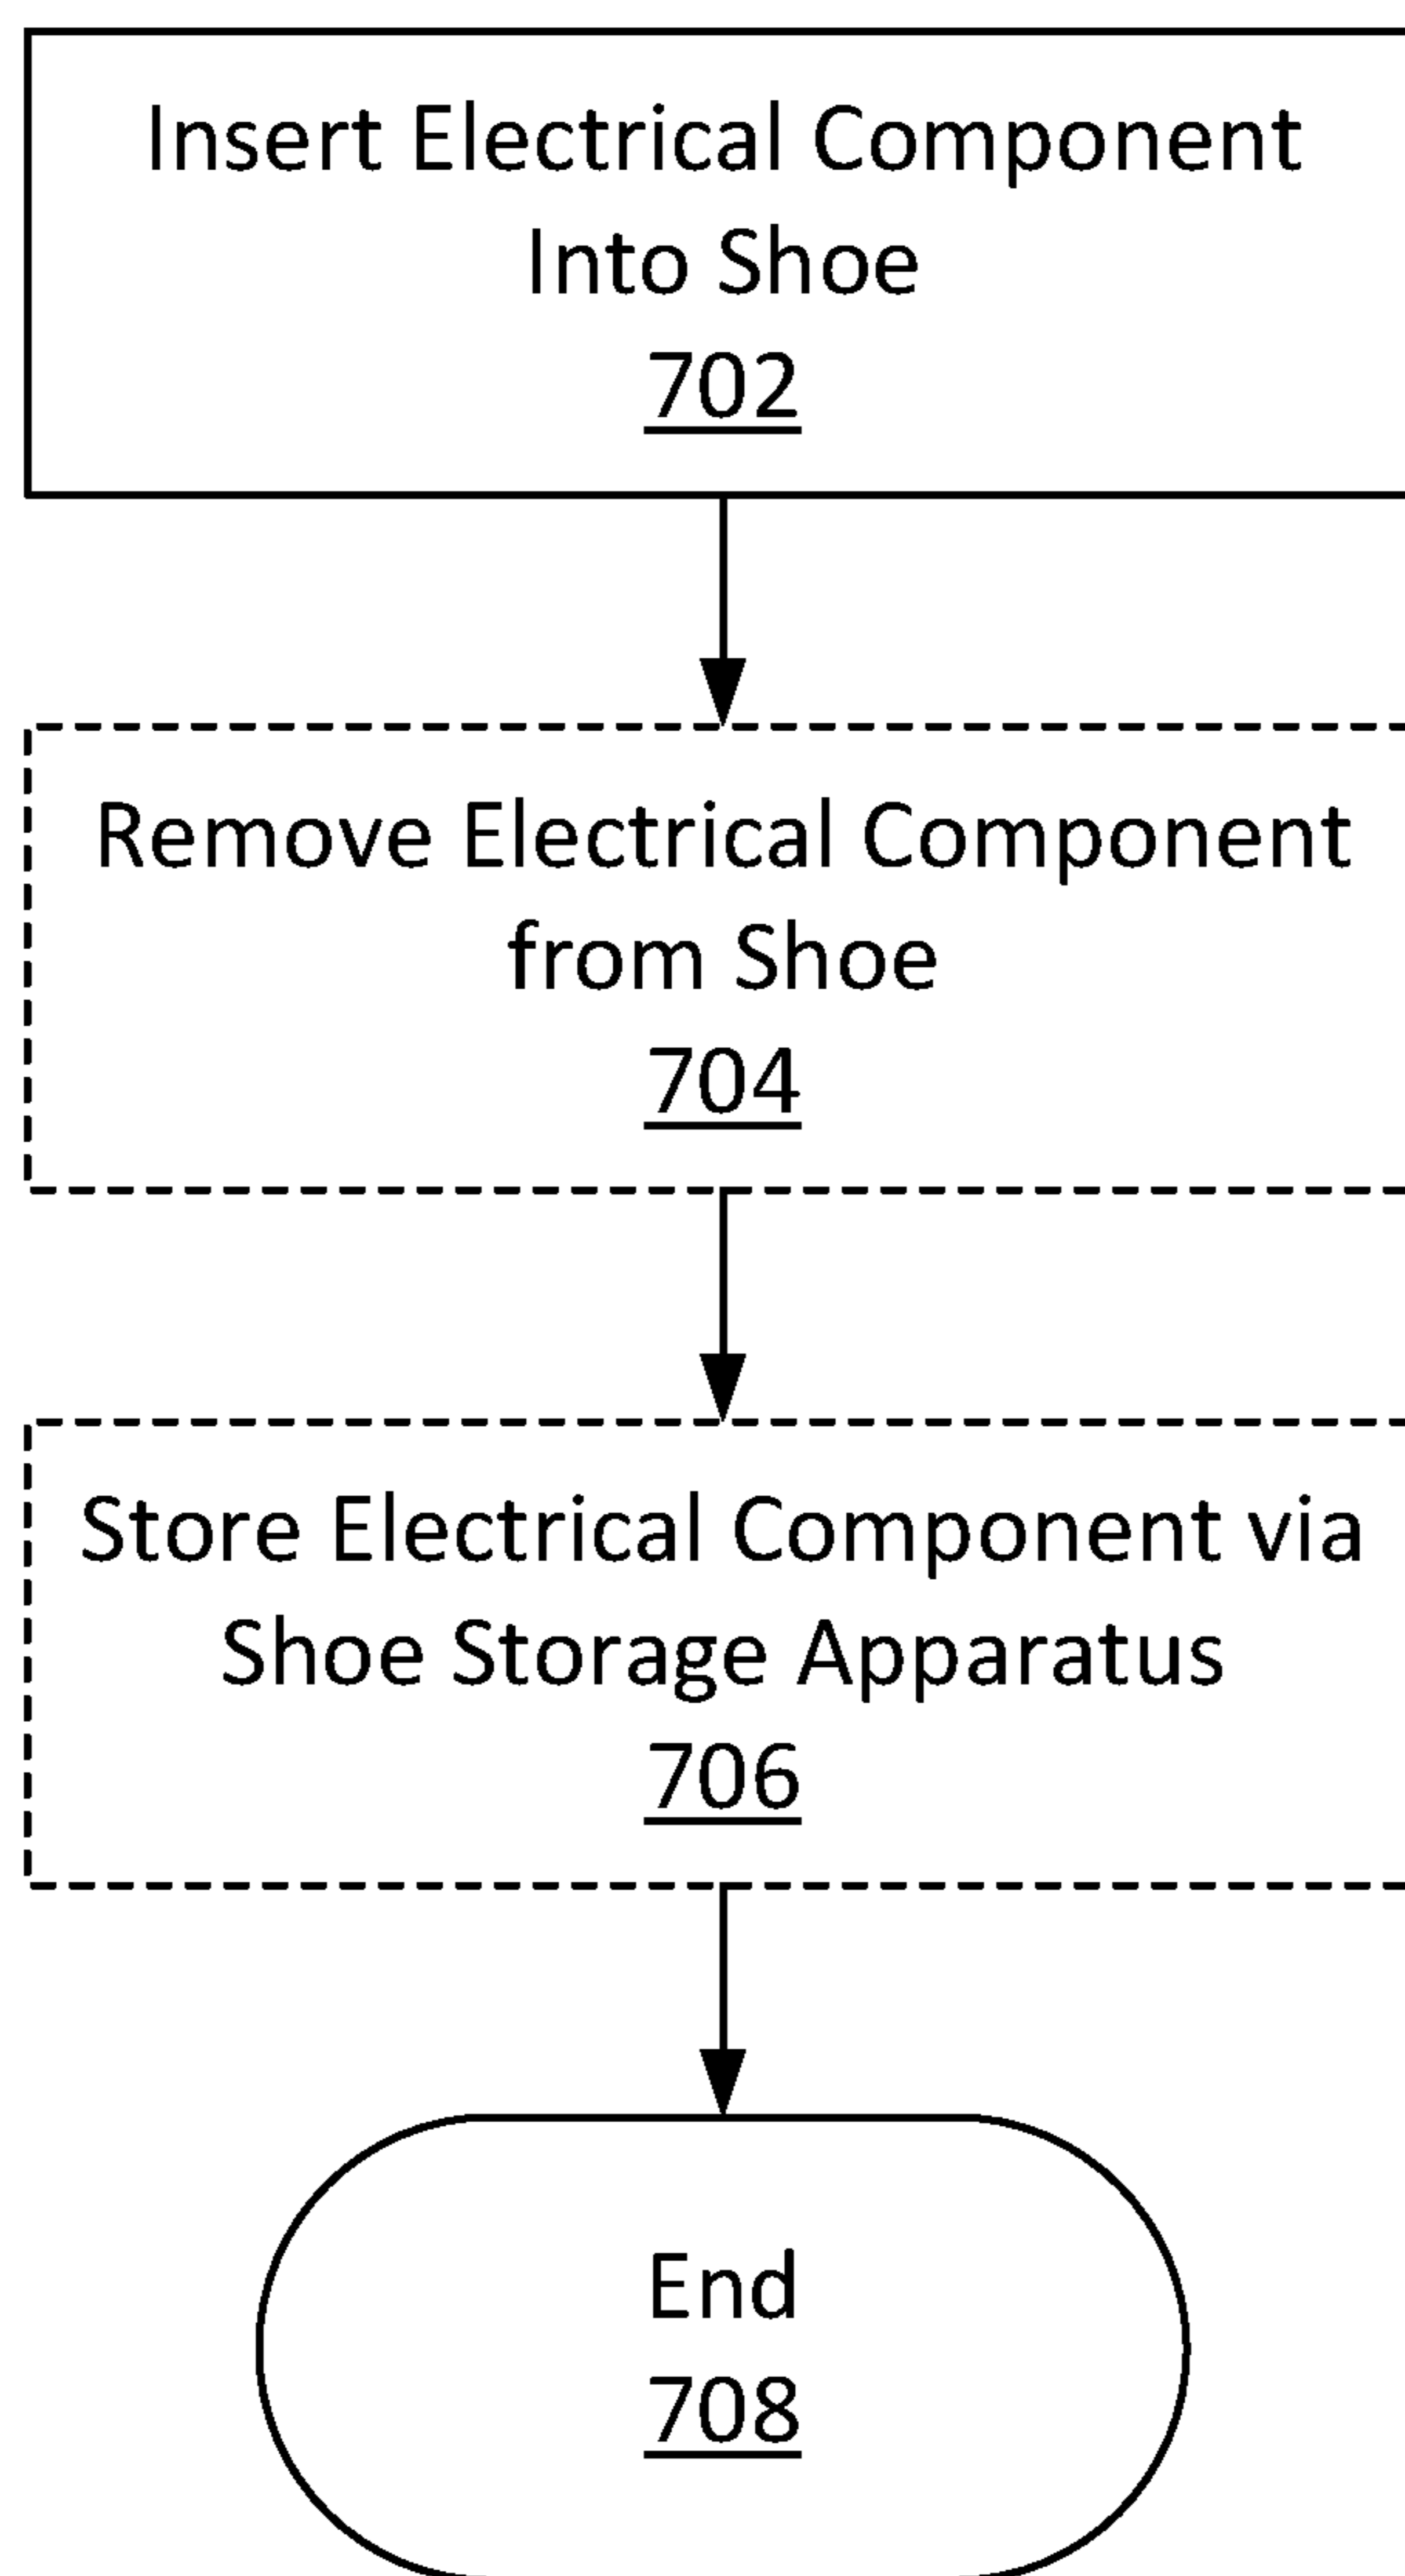 Insert Electrical Component
Into Shoe
702
Remove Electrical Component
from Shoe
704
Store Electrical Component via
Shoe Storage Apparatus
706
End
708